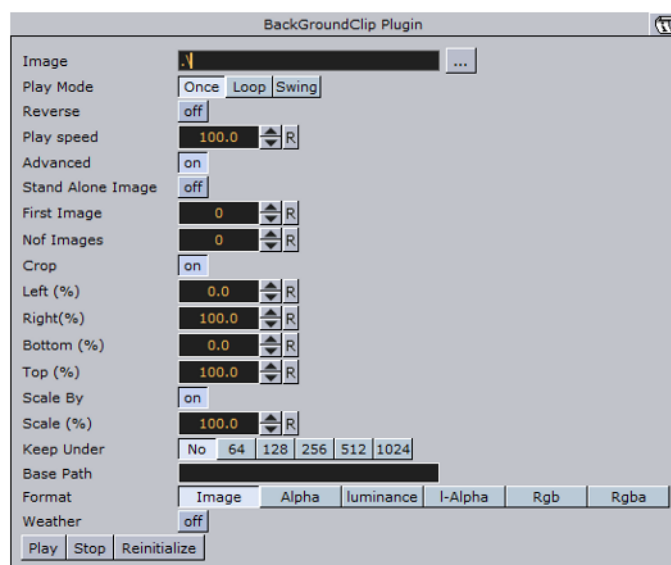 BackGroundClip Plugin
Image .\ ...
Play Mode Once Loop Swing
Reverse off
Play speed 100.0 R
Advanced on
Stand Alone Image off
First Image 0 R
Nof Images 0 R
Crop on
Left (%) 0.0 R
Right(%) 100.0 R
Bottom (%) 0.0 R
Top (%) 100.0 R
Scale By on
Scale (%) 100.0 R
Keep Under No 64 128 256 512 1024
Base Path
Format Image Alpha luminance l-Alpha Rgb Rgba
Weather off
Play Stop Reinitialize